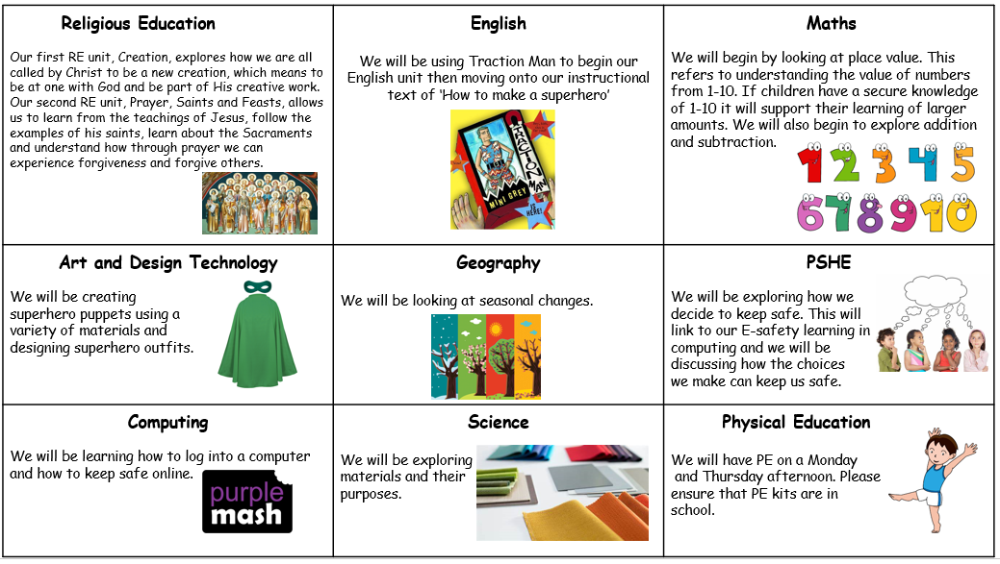 Religious Education
Our first RE unit, Creation, explores how we are all
called by Christ to be a new creation, which means to
be at one with God and be part of His creative work.
Our second RE unit, Prayer, Saints and Feasts, allows
us to learn from the teachings of Jesus, follow the
examples of his saints, learn about the Sacraments
and understand how through prayer we can
experience forgiveness and forgive others.
English
We will be using Traction Man to begin our
English unit then moving onto our instructional
text of ‘How to make a superhero’
TRACTION MAN
IS
HERE!
MINI GREY
Maths
We will begin by looking at place value. This
refers to understanding the value of numbers
from 1-10. If children have a secure knowledge
of 1-10 it will support their learning of larger
amounts. We will also begin to explore addition
and subtraction.
1 2 3 4 5
6 7 8 9 10
Art and Design Technology
We will be creating
superhero puppets using a
variety of materials and
designing superhero outfits.
Geography
We will be looking at seasonal changes.
PSHE
We will be exploring how we
decide to keep safe. This will
link to our E-safety learning in
computing and we will be
discussing how the choices
we make can keep us safe.
Computing
We will be learning how to log into a computer
and how to keep safe online.
purple
mash
Science
We will be exploring
materials and their
purposes.
Physical Education
We will have PE on a Monday
and Thursday afternoon. Please
ensure that PE kits are in
school.